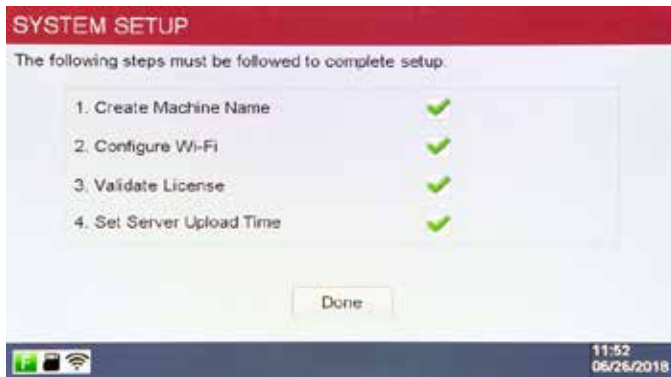 SYSTEM SETUP
The following steps must be followed to complete setup.
1. Create Machine Name
2. Configure Wi-Fi
3. Validate License
4. Set Server Upload Time
Done
F
11:52
06/26/2018